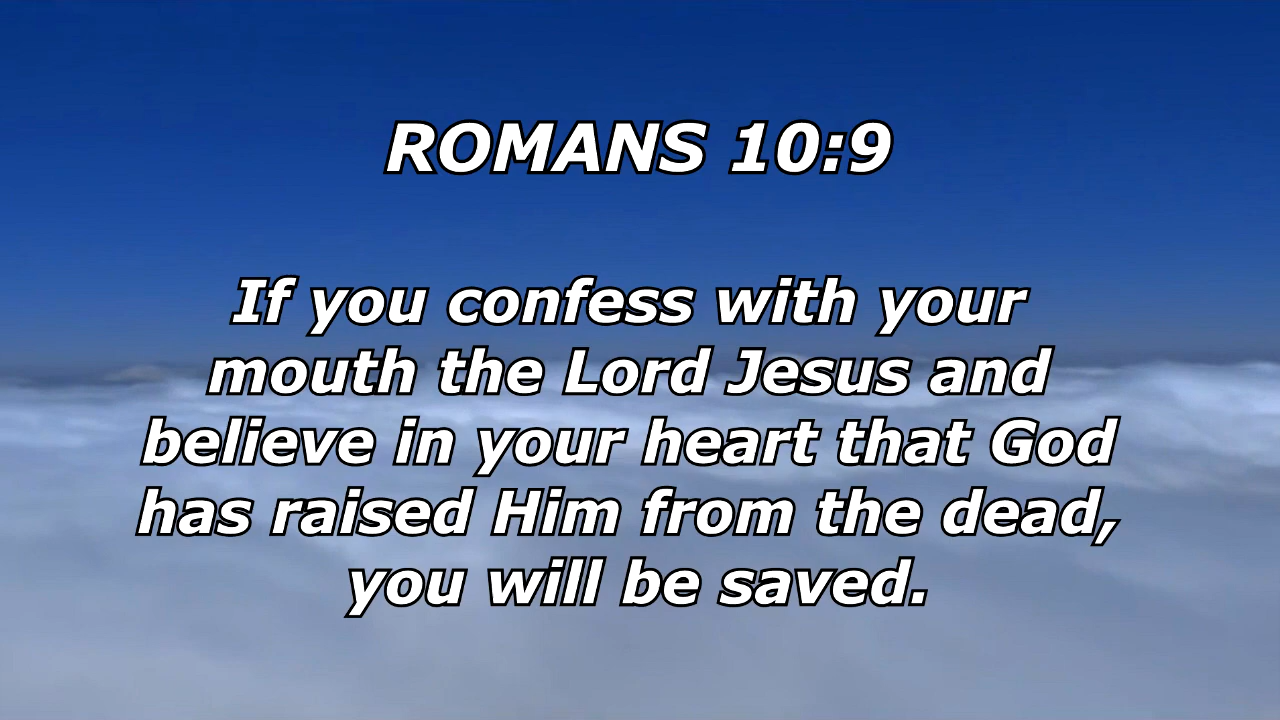 ROMANS 10:9
If you confess with your
mouth the Lord Jesus and
believe in your heart that God
has raised Him from the dead,
you will be saved.